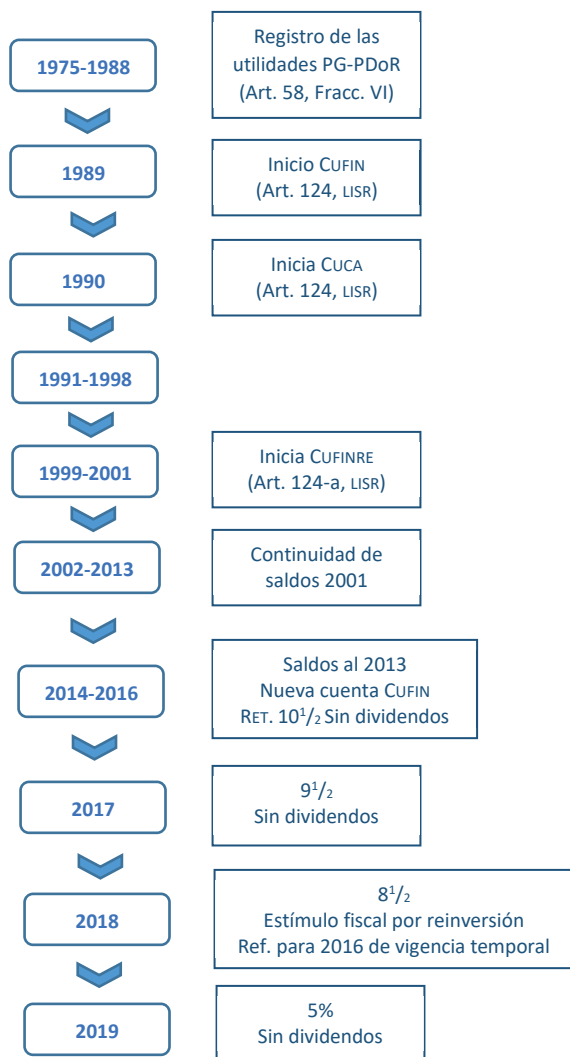 1975-1988
Registro de las
utilidades PG-PDoR
(Art. 58, Fracc. VI)
1989
Inicio CUFIN
(Art. 124, LISR)
1990
Inicia CUCA
(Art. 124, LISR)
1991-1998
1999-2001
Inicia CUFINRE
(Art. 124-a, LISR)
2002-2013
Continuidad de
saldos 2001
2014-2016
Saldos al 2013
Nueva cuenta CUFIN
RET. 10¹/₂ Sin dividendos
2017
9¹/₂
Sin dividendos
2018
8¹/₂
Estímulo fiscal por reinversión
Ref. para 2016 de vigencia temporal
2019
5%
Sin dividendos